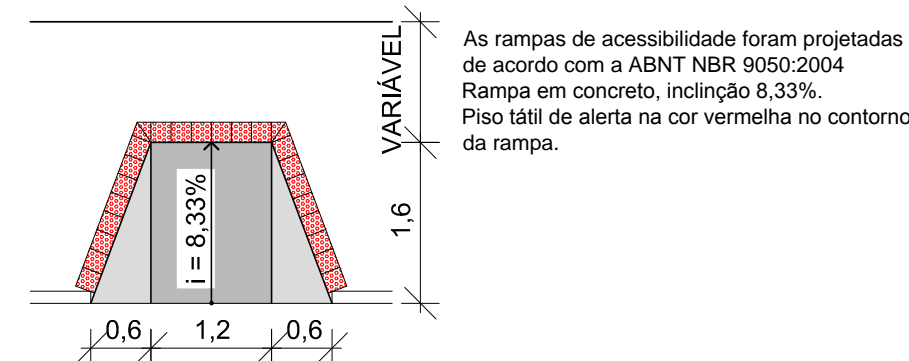 VARIÁVEL
As rampas de acessibilidade foram projetadas
de acordo com a ABNT NBR 9050:2004
Rampa em concreto, inclinção 8,33%.
Piso tátil de alerta na cor vermelha no contorno
da rampa.
i = 8,33%
1,6
0,6
1,2
0,6